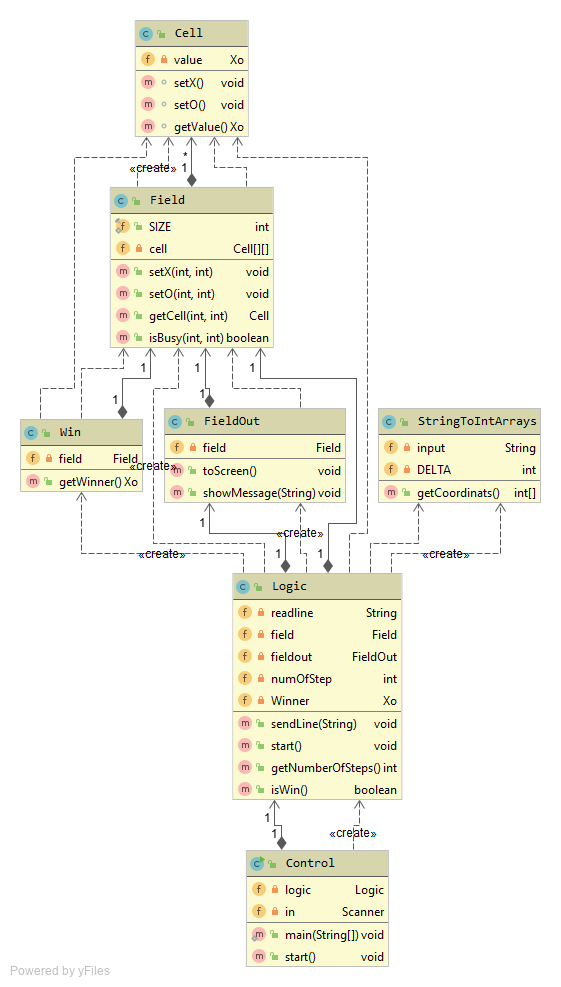 Cell
value Xo
setX() void
setO() void
getValue() Xo
*
«create» 1
1
Field
SIZE int
cell Cell[][]
setX(int, int) void
setO(int, int) void
getCell(int, int) Cell
isBusy(int, int) boolean
1 1 1
1 1
Win
field Field
getWinner() Xo
FieldOut
field Field
«create»
toScreen() void
showMessage(String) void
StringToIntArrays
input String
DELTA int
getCoordinats() int[]
1 «create»
«create» 1 1 «create»
Logic
readline String
field Field
fieldout FieldOut
numOfStep int
Winner Xo
sendLine(String) void
start() void
getNumberOfSteps() int
isWin() boolean
1
1 «create»
Control
logic Logic
in Scanner
main(String[]) void
start() void
Powered by yFiles